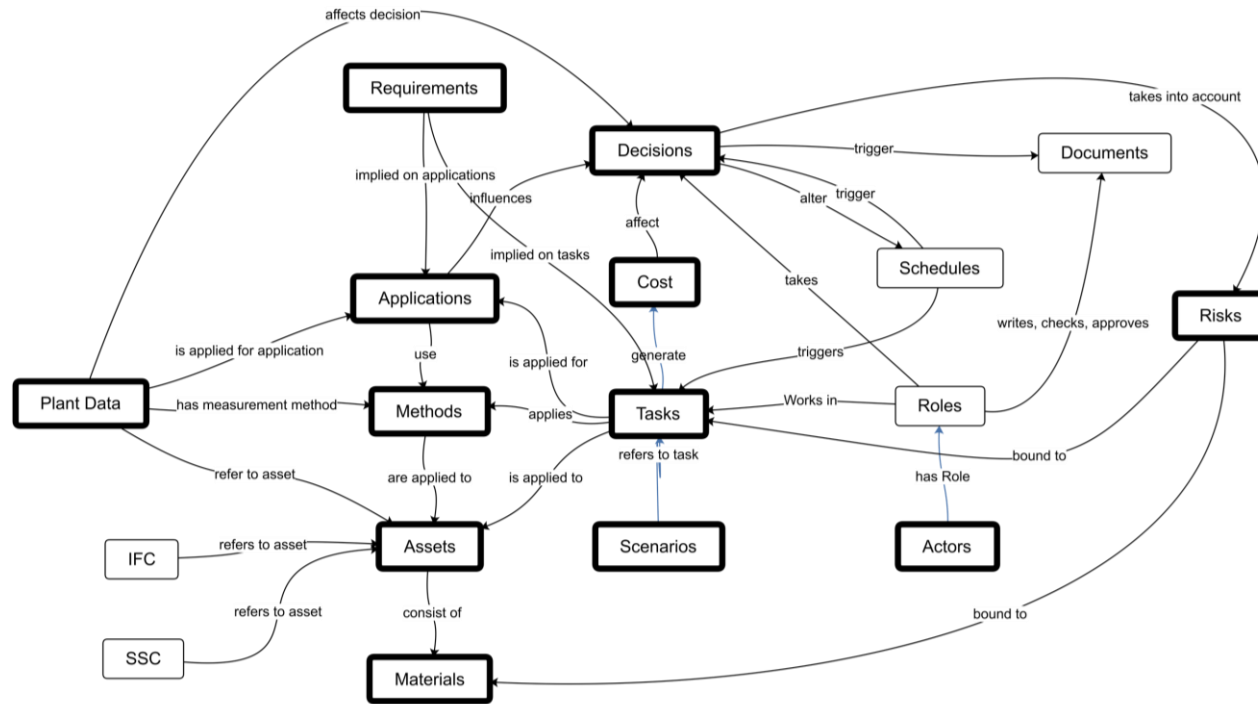 affects decision
Requirements
takes into account
Decisions
trigger
Documents
implied on applications
influences
alter
trigger
affect
implied on tasks
Schedules
Applications
Cost
takes
Risks
is applied for application
use
is applied for
generate
triggers
writes, checks, approves
Plant Data
has measurement method
Methods
applies
Tasks
Works in
Roles
refers to task
bound to
refer to asset
are applied to
is applied to
has Role
IFC
refers to asset
Assets
Scenarios
Actors
refers to asset
consist of
bound to
SSC
Materials